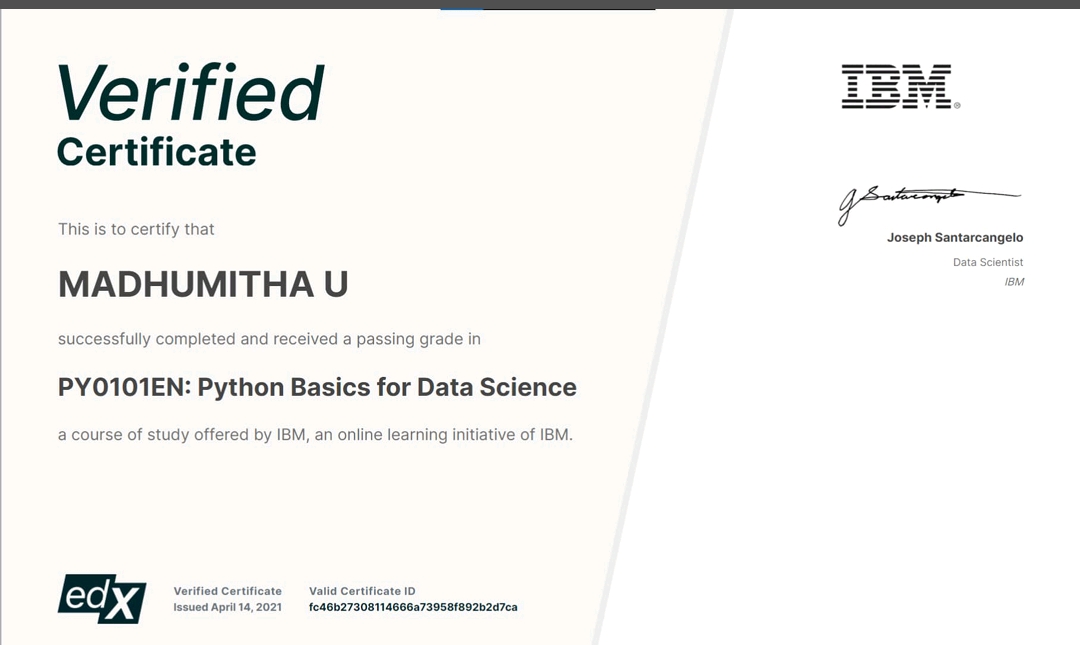 Verified
Certificate
This is to certify that
MADHUMITHA U
successfully completed and received a passing grade in
PY0101EN: Python Basics for Data Science
a course of study offered by IBM, an online learning initiative of IBM.
edX
Verified Certificate
Issued April 14, 2021
Valid Certificate ID
fc46b27308114666a73958f892b2d7ca
IBM®
J Santarcangelo
Joseph Santarcangelo
Data Scientist
IBM